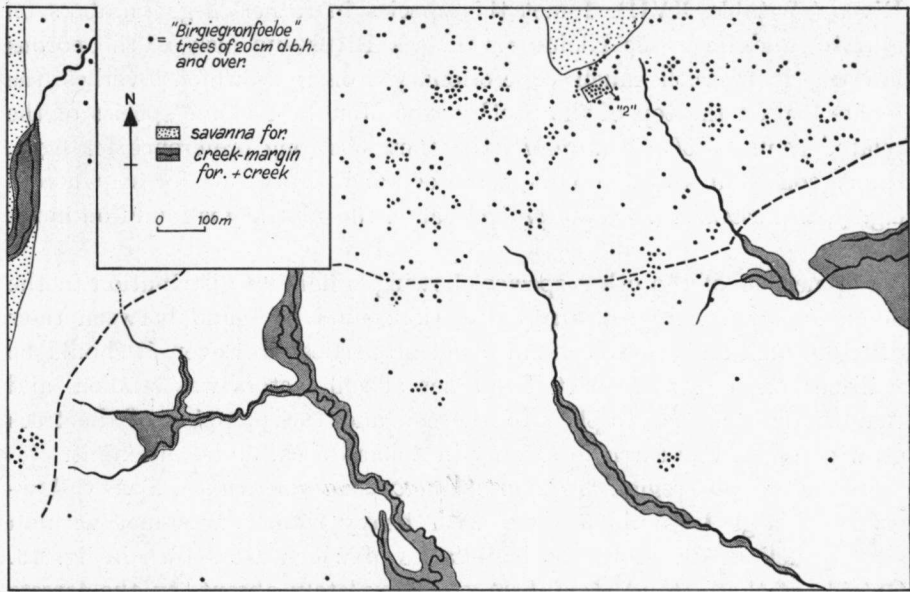 •= "Birgiegronfoeloe"
trees of 20 cm d.b.h.
and over.
N
savanna for.
creek-margin
for. + creek
0 100m
"2"